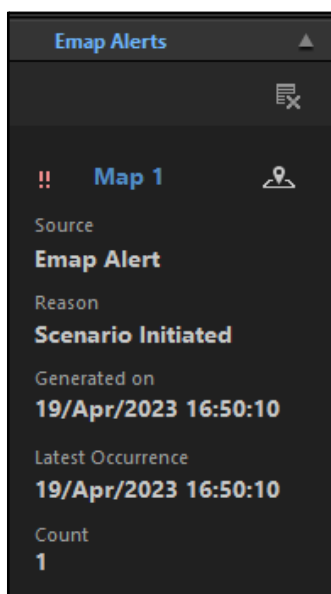 Emap Alerts
!! Map 1
Source
Emap Alert
Reason
Scenario Initiated
Generated on
19/Apr/2023 16:50:10
Latest Occurrence
19/Apr/2023 16:50:10
Count
1